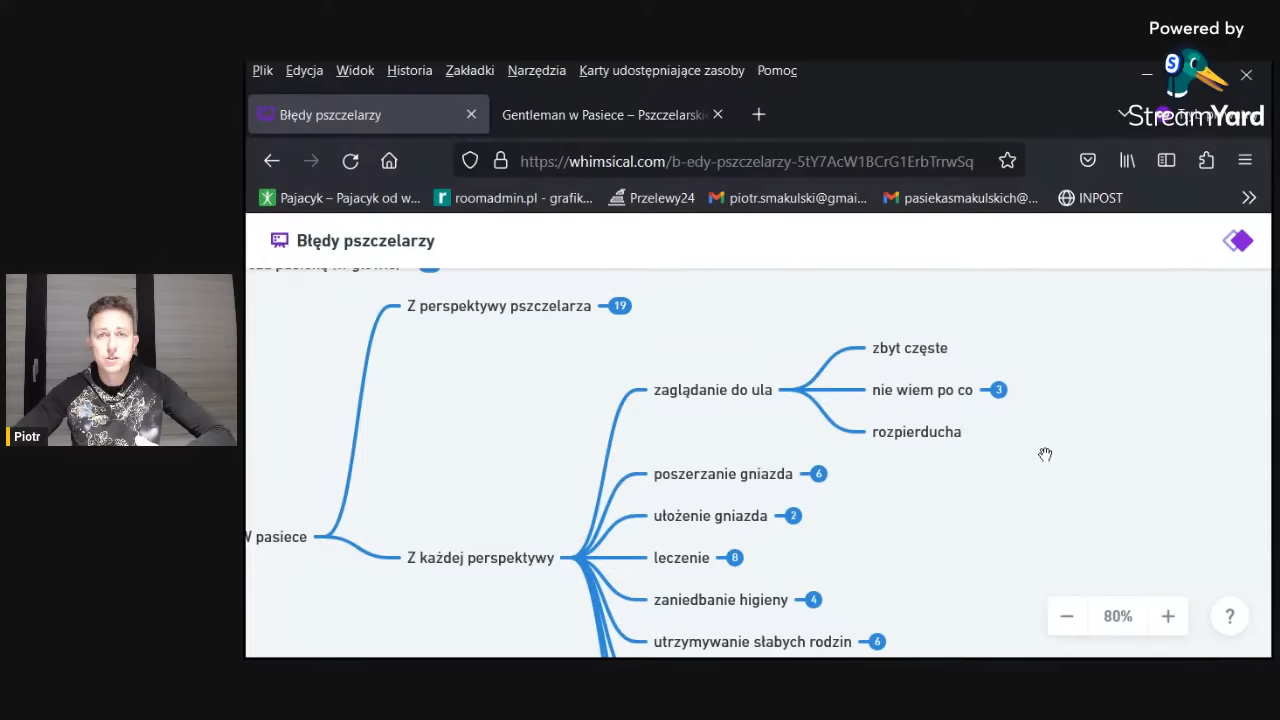 Powered by
StreamYard
Plik Edycja Widok Historia Zakładki Narzędzia Karty udostępniające zasoby Pomoc
Błędy pszczelarzy
Gentleman w Pasiece – Pszczelarski
https://whimsical.com/b-edy-pszczelarzy-5tY7AcW1BCrG1ErbTrrwSq
Pajacyk – Pajacyk od w...
roomadmin.pl - grafik...
Przelewy24
piotr.smakulski@gmai...
pasiekasmakulskich@...
INPOST
Błędy pszczelarzy
Z perspektywy pszczelarza 19
zbyt częste
zaglądanie do ula
nie wiem po co 3
rozpierducha
Piotr
poszerzanie gniazda 6
ułożenie gniazda 2
W pasiece
Z każdej perspektywy
leczenie 8
zaniedbanie higieny 4
80%
?
utrzymywanie słabych rodzin 6